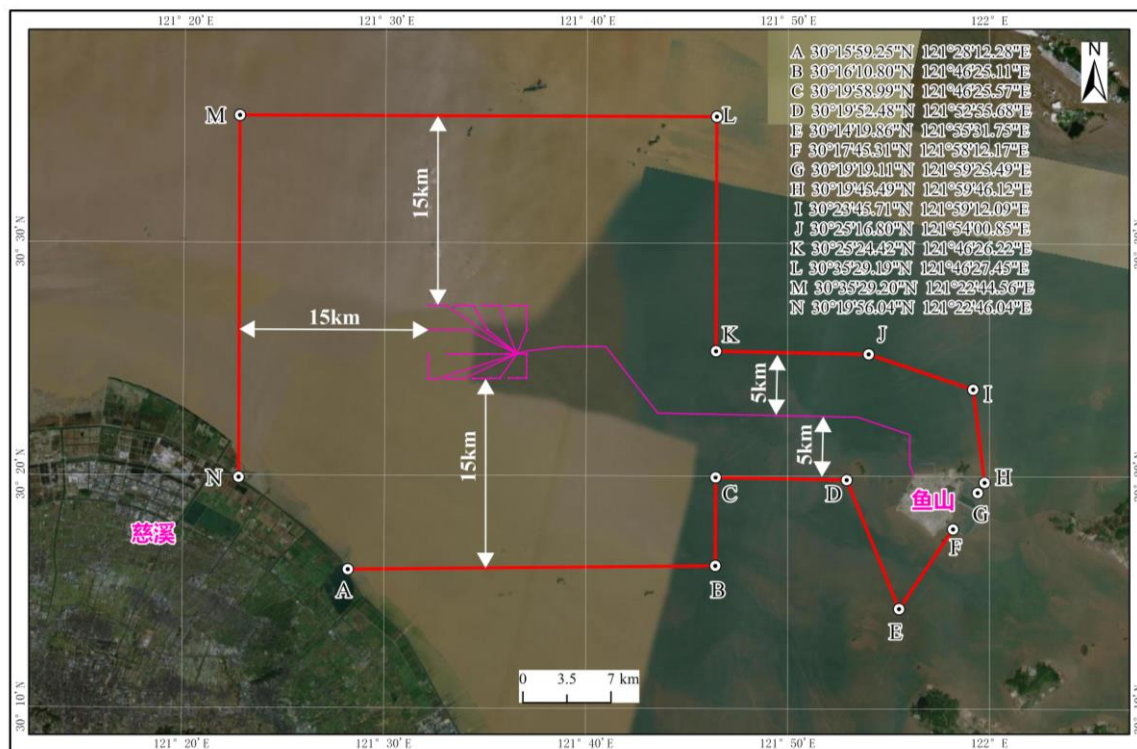 121° 20′E 121° 30′E 121° 40′E 121° 50′E 122° E
N
A 30°15'59.25"N 121°28'12.28"E
B 30°16'10.80"N 121°46'25.11"E
C 30°19'58.99"N 121°46'25.57"E
D 30°19'52.48"N 121°52'55.68"E
E 30°14'19.86"N 121°55'31.75"E
F 30°17'45.31"N 121°58'12.17"E
G 30°19'19.11"N 121°59'25.49"E
H 30°19'45.49"N 121°59'46.12"E
I 30°23'45.71"N 121°59'12.09"E
J 30°25'16.80"N 121°54'00.85"E
K 30°25'24.42"N 121°46'26.22"E
L 30°35'29.19"N 121°46'27.45"E
M 30°35'29.20"N 121°22'44.56"E
N 30°19'56.04"N 121°22'46.04"E
M
L
15km
30° 30′N
30° 30′N
15km
K
J
5km
I
15km
5km
30° 20′N
30° 20′N
N
C
D
H
G
鱼山
慈溪
F
A
B
E
0 3.5 7 km
30° 10′N
30° 10′N
121° 20′E 121° 30′E 121° 40′E 121° 50′E 122° E